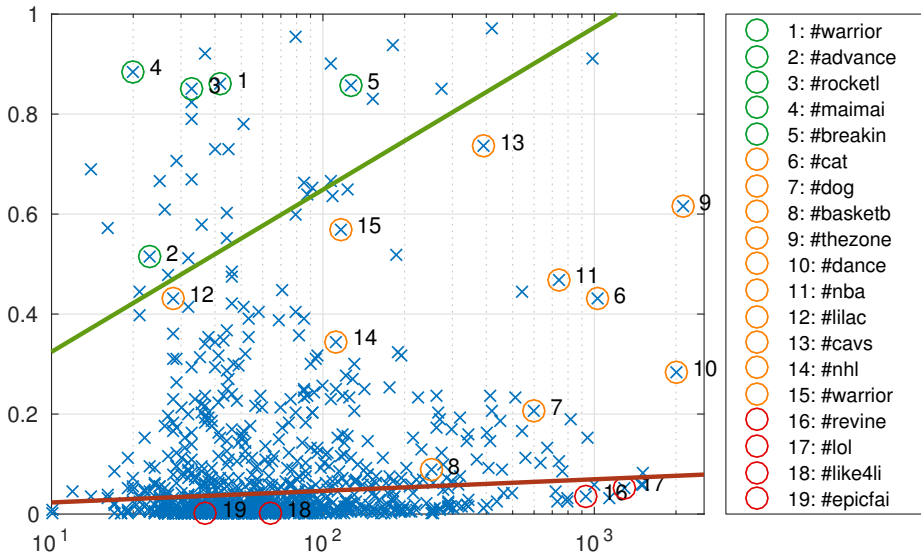 1
0.8
0.6
0.4
0.2
0
10^1
10^2
10^3
4
3
1
5
13
2
15
9
12
11
6
14
10
7
8
19
18
16
17
1: #warrior
2: #advance
3: #rocketl
4: #maimai
5: #breakin
6: #cat
7: #dog
8: #basketb
9: #thezone
10: #dance
11: #nba
12: #lilac
13: #cavs
14: #nhl
15: #warrior
16: #revine
17: #lol
18: #like4li
19: #epicfai